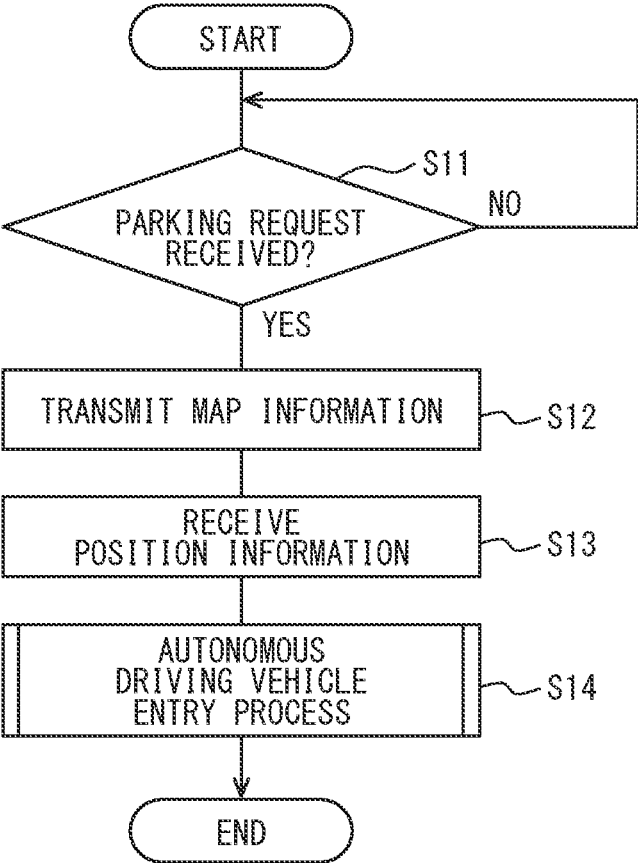 START
S11
PARKING REQUEST
RECEIVED?
NO
YES
TRANSMIT MAP INFORMATION
S12
RECEIVE
POSITION INFORMATION
S13
AUTONOMOUS
DRIVING VEHICLE
ENTRY PROCESS
S14
END